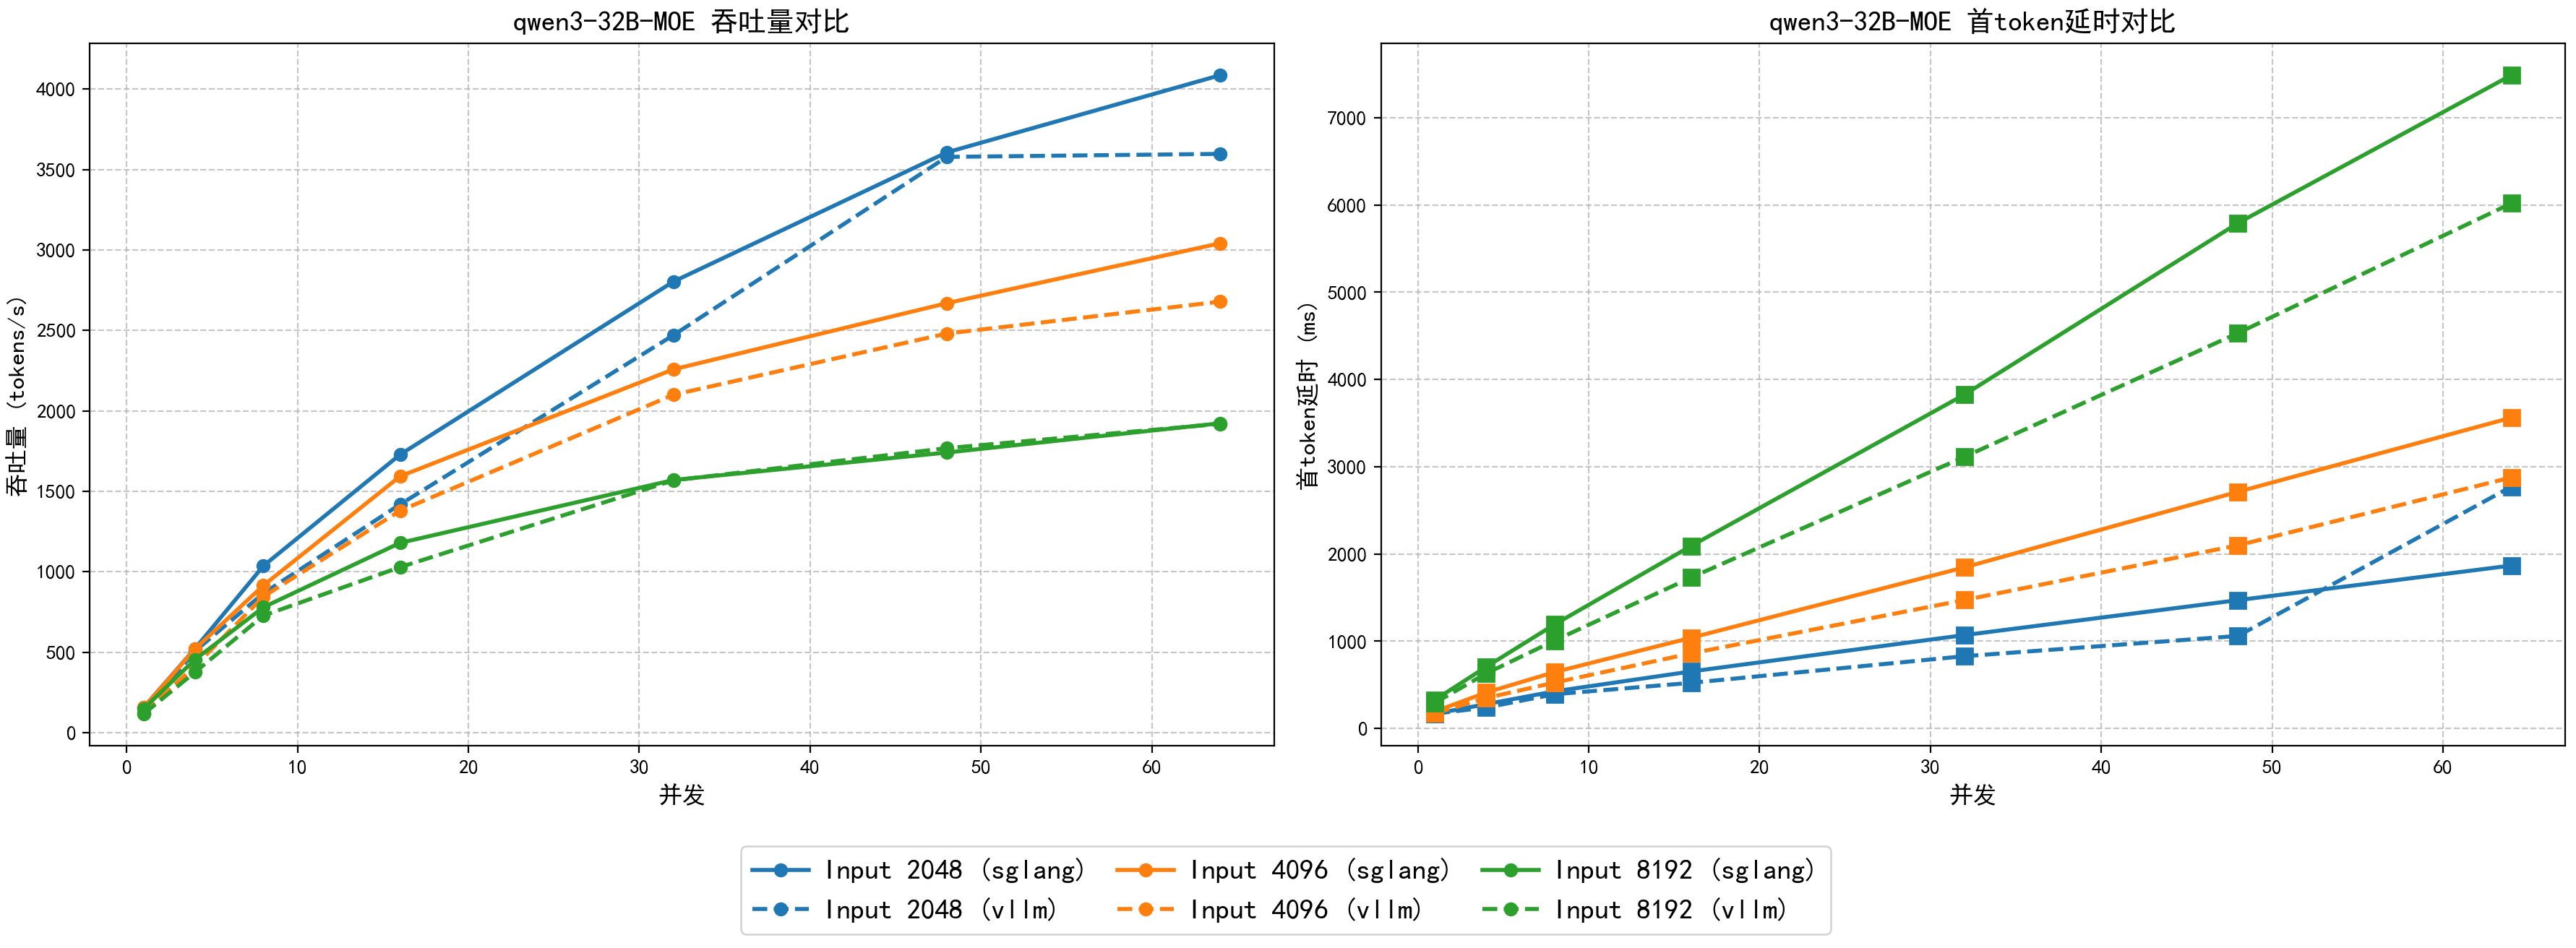 qwen3-32B-MOE 吞吐量对比
吞吐量 (tokens/s)
4000
3500
3000
2500
2000
1500
1000
500
0
0 10 20 30 40 50 60
并发
qwen3-32B-MOE 首token延时对比
首token延时 (ms)
7000
6000
5000
4000
3000
2000
1000
0
0 10 20 30 40 50 60
并发
Input 2048 (sglang) Input 4096 (sglang) Input 8192 (sglang)
Input 2048 (vllm) Input 4096 (vllm) Input 8192 (vllm)